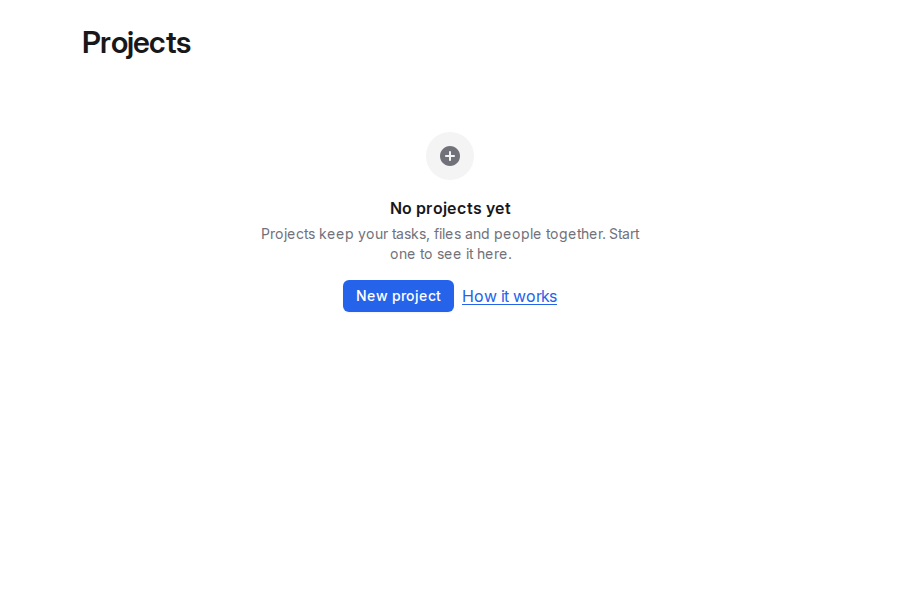 Projects
No projects yet
Projects keep your tasks, files and people together. Start
one to see it here.
New project How it works